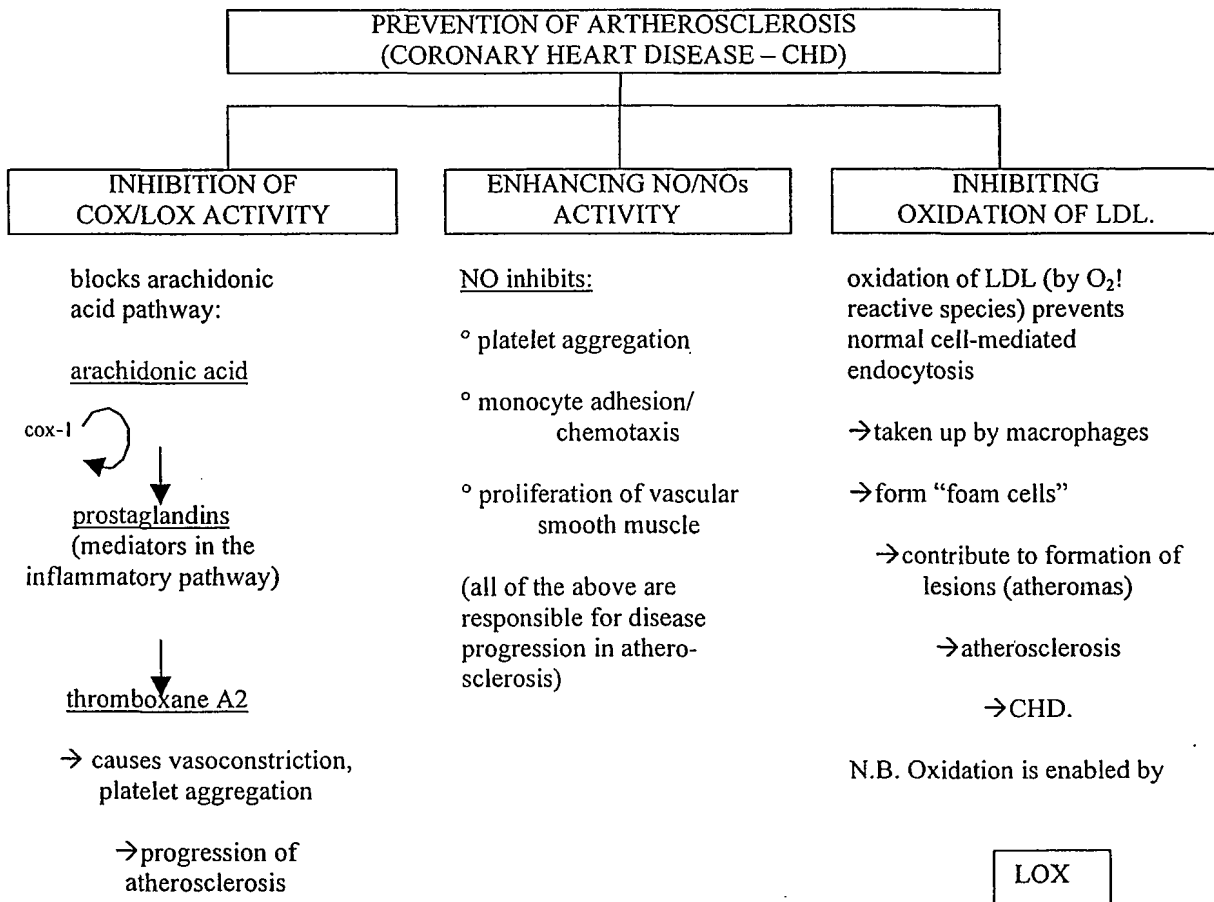 PREVENTION OF ARTHEROSCLEROSIS
(CORONARY HEART DISEASE – CHD)
INHIBITION OF
COX/LOX ACTIVITY
blocks arachidonic
acid pathway:
arachidonic acid
cox-1
prostaglandins
(mediators in the
inflammatory pathway)
thromboxane A2
→ causes vasoconstriction,
platelet aggregation
→progression of
atherosclerosis
ENHANCING NO/NOs
ACTIVITY
NO inhibits:
° platelet aggregation
° monocyte adhesion/
chemotaxis
° proliferation of vascular
smooth muscle
(all of the above are
responsible for disease
progression in athero-
sclerosis)
INHIBITING
OXIDATION OF LDL.
oxidation of LDL (by O₂!
reactive species) prevents
normal cell-mediated
endocytosis
→taken up by macrophages
→form “foam cells”
→contribute to formation of
lesions (atheromas)
→atherosclerosis
→CHD.
N.B. Oxidation is enabled by
LOX